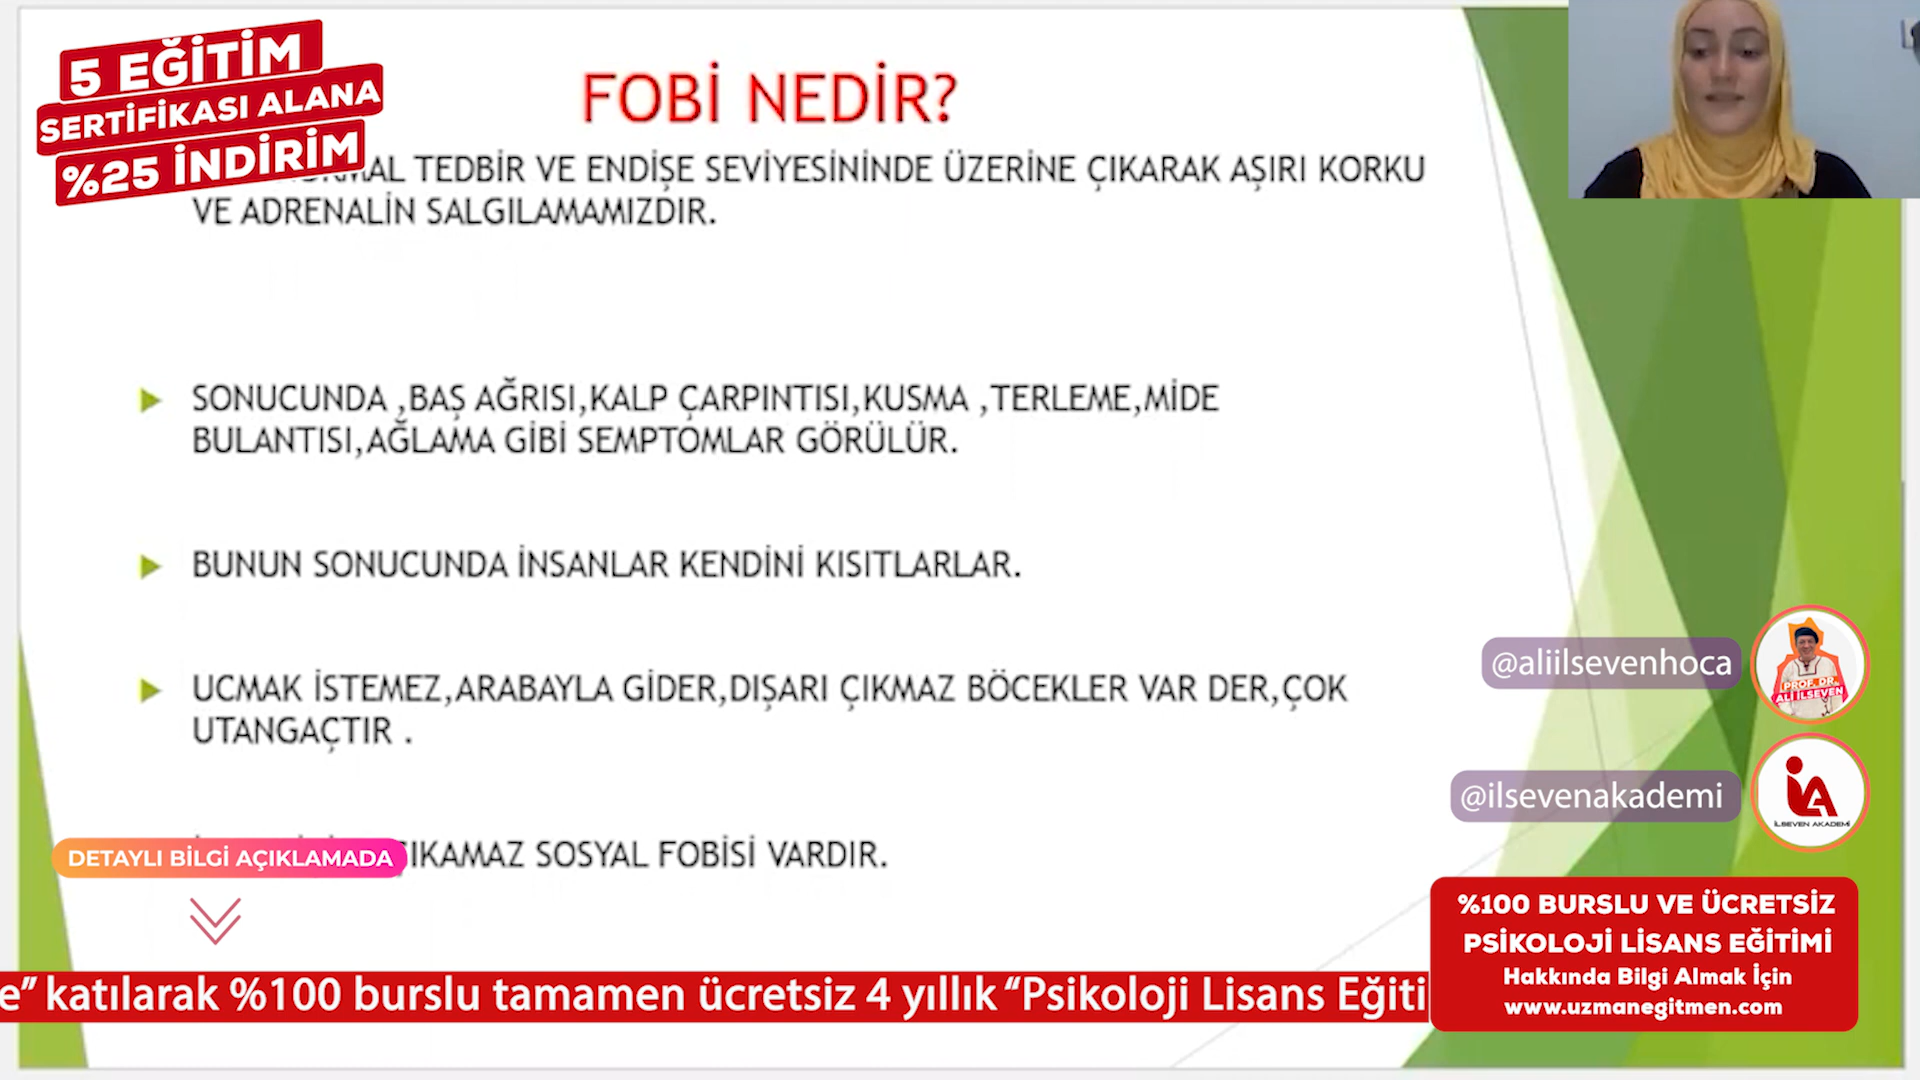 5 EĞİTİM
SERTİFİKASI ALANA
%25 İNDİRİM
FOBİ NEDİR?
TEDBİR VE ENDİŞE SEVİYESİNİNDE ÜZERİNE ÇIKARAK AŞIRI KORKU
VE ADRENALİN SALGILAMAMIZDIR.
SONUCUNDA ,BAŞ AĞRISI,KALP ÇARPINTISI,KUSMA ,TERLEME,MİDE
BULANTISI,AĞLAMA GİBİ SEMPTOMLAR GÖRÜLÜR.
BUNUN SONUCUNDA İNSANLAR KENDİNİ KISITLARLAR.
UCMAK İSTEMEZ,ARABAYLA GİDER,DIŞARI ÇIKMAZ BÖCEKLER VAR DER,ÇOK
UTANGAÇTIR .
SOSYAL FOBİSİ VARDIR.
@aliilsevenhoca
PROF. DR.
ALİ İLSEVEN
@ilsevenakademi
İLSEVEN AKADEMİ
DETAYLI BİLGİ AÇIKLAMADA
%100 BURSLU VE ÜCRETSİZ
PSİKOLOJİ LİSANS EĞİTİMİ
Hakkında Bilgi Almak İçin
www.uzmanegitmen.com
e” katılarak %100 burslu tamamen ücretsiz 4 yıllık “Psikoloji Lisans Eğiti